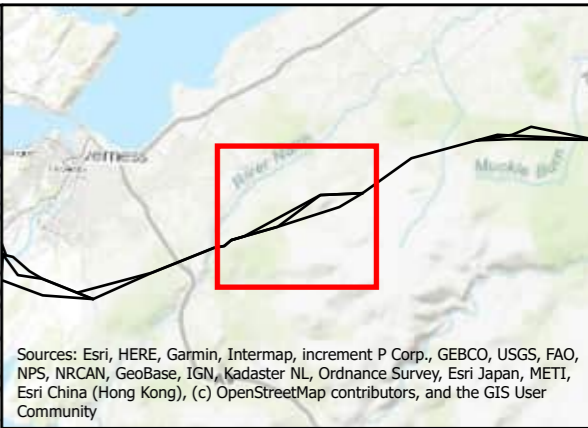 verness
River Nairn
Muckle Burn
Sources: Esri, HERE, Garmin, Intermap, increment P Corp., GEBCO, USGS, FAO,
NPS, NRCAN, GeoBase, IGN, Kadaster NL, Ordnance Survey, Esri Japan, METI,
Esri China (Hong Kong), (c) OpenStreetMap contributors, and the GIS User
Community